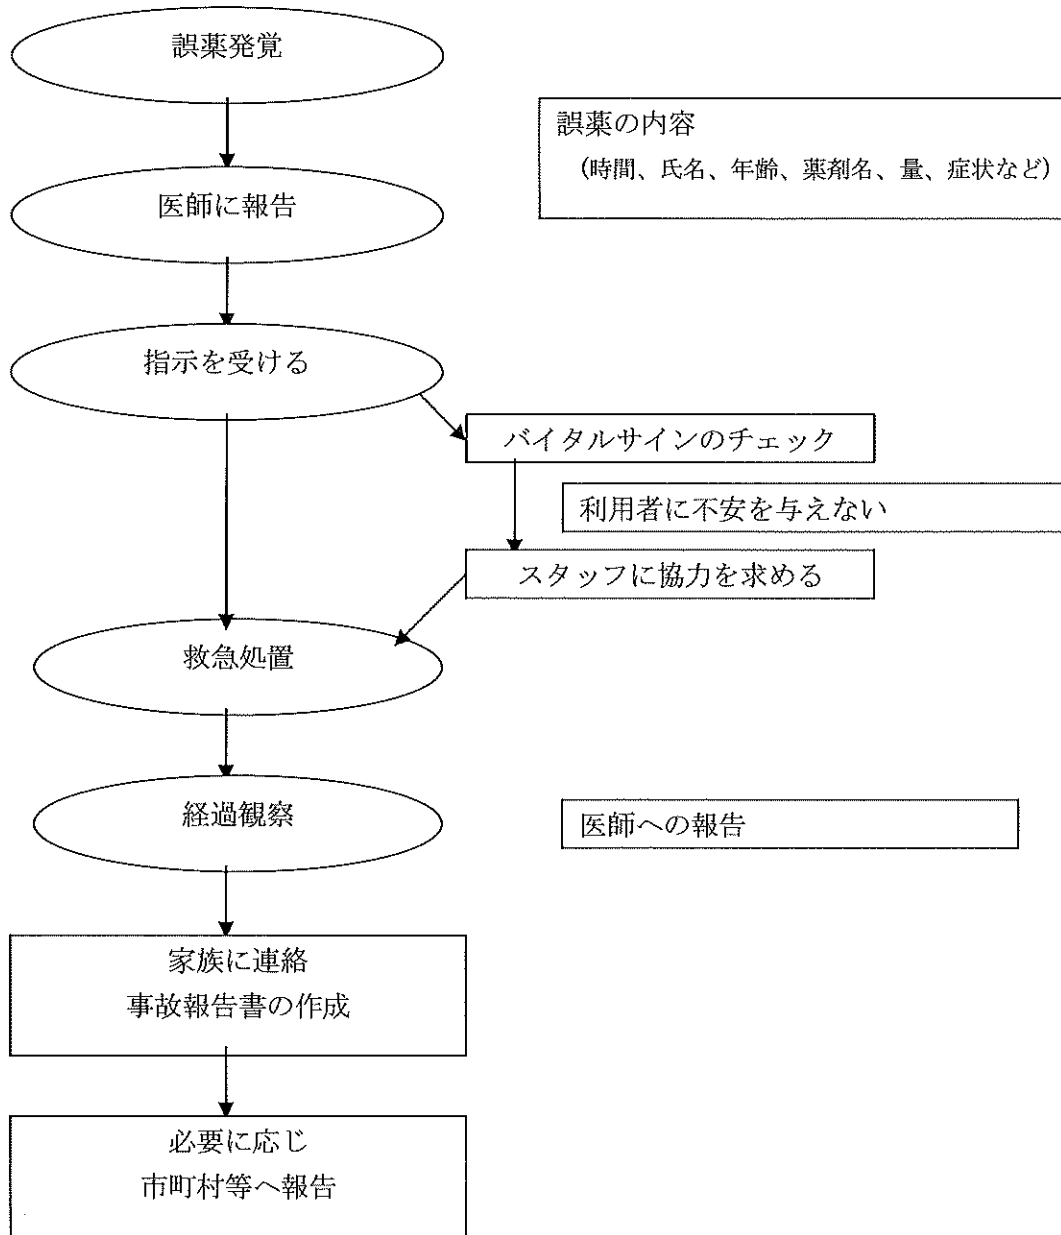 誤薬発覚
誤薬の内容
(時間、氏名、年齢、薬剤名、量、症状など)
医師に報告
指示を受ける
バイタルサインのチェック
利用者に不安を与えない
スタッフに協力を求める
救急処置
経過観察
医師への報告
家族に連絡
事故報告書の作成
必要に応じ
市町村等へ報告